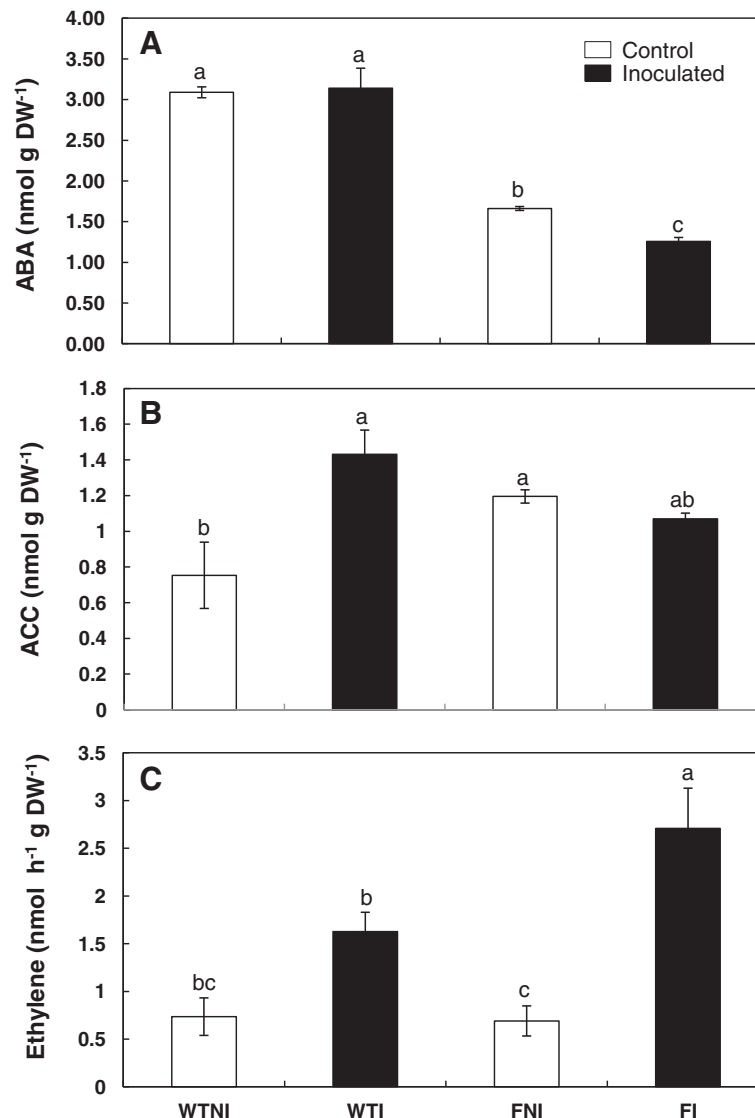 A
Control
Inoculated
ABA (nmol g DW-1)
4.00
3.50
3.00
2.50
2.00
1.50
1.00
0.50
0.00
a
a
b
c
B
ACC (nmol g DW-1)
1.8
1.6
1.4
1.2
1
0.8
0.6
0.4
0.2
0
b
a
a
ab
C
Ethylene (nmol h-1 g DW-1)
3.5
3
2.5
2
1.5
1
0.5
0
bc
b
c
a
WTNI WTI FNI FI